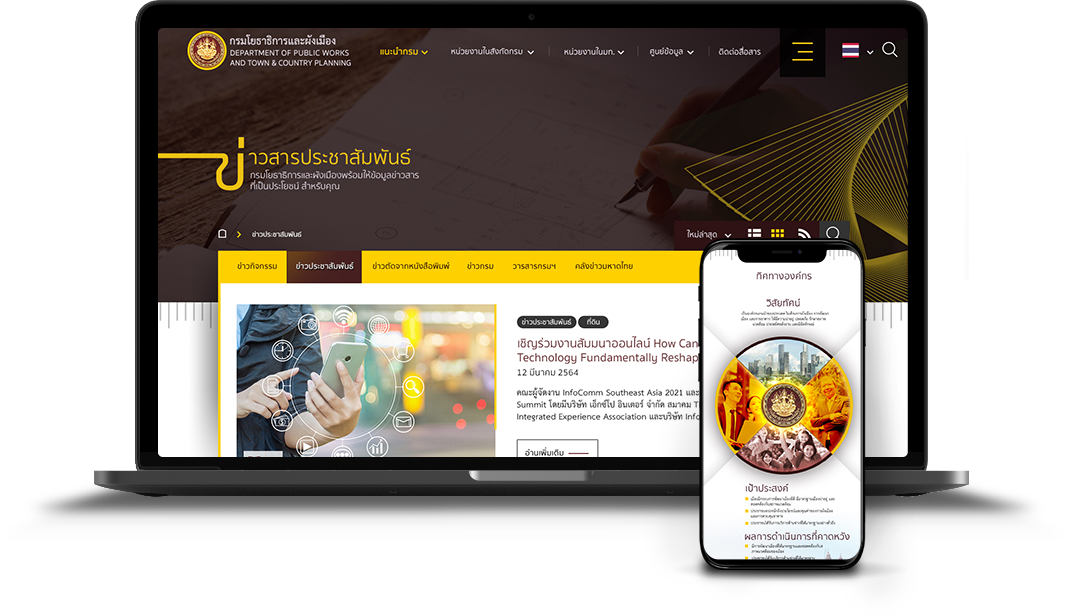 กรมโยธาธิการและผังเมือง
DEPARTMENT OF PUBLIC WORKS
AND TOWN & COUNTRY PLANNING
แนะนำกรม
หน่วยงานในสังกัดกรม
หน่วยงานในมท.
ศูนย์ข้อมูล
ติดต่อสื่อสาร
ข่าวสารประชาสัมพันธ์
กรมโยธาธิการและผังเมืองพร้อมให้ข้อมูลข่าวสาร
ที่เป็นประโยชน์ สำหรับคุณ
ข่าวประชาสัมพันธ์
ใหม่ล่าสุด
ข่าวกิจกรรม
ข่าวประชาสัมพันธ์
ข่าวตัดจากหนังสือพิมพ์
ข่าวกรม
วารสารกรมฯ
คลังข่าวมหาดไทย
ข่าวประชาสัมพันธ์
ที่ดิน
เชิญร่วมงานสัมมนาออนไลน์ How Can
Technology Fundamentally Reshap
12 มีนาคม 2564
คณะผู้จัดงาน InfoComm Southeast Asia 2021 และ
Summit โดยมีบริษัท เอ็กซ์โป อินเตอร์ จำกัด สมาคม T
Integrated Experience Association และบริษัท Info
อ่านเพิ่มเติม
ทิศทางองค์กร
วิสัยทัศน์
เป้าประสงค์
ผลการดำเนินการที่คาดหวัง